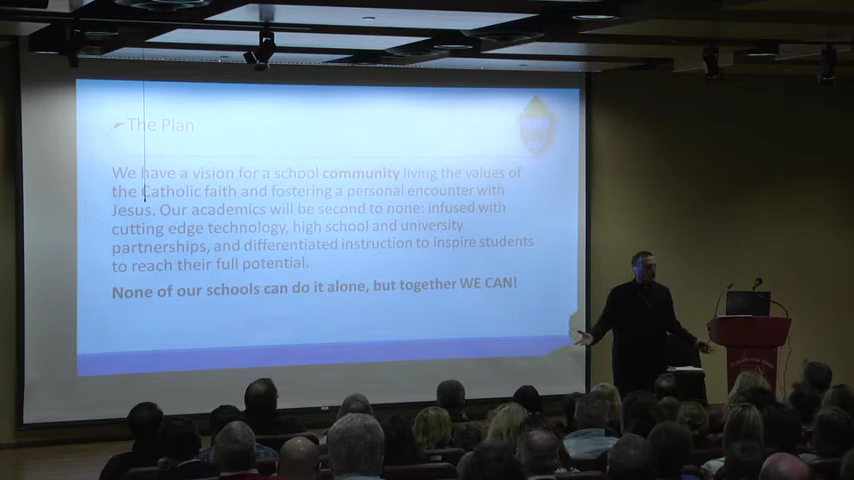 The Plan
We have a vision for a school community living the values of
the Catholic faith and fostering a personal encounter with
Jesus. Our academics will be second to none: infused with
cutting edge technology, high school and university
partnerships, and differentiated instruction to inspire students
to reach their full potential.
None of our schools can do it alone, but together WE CAN!